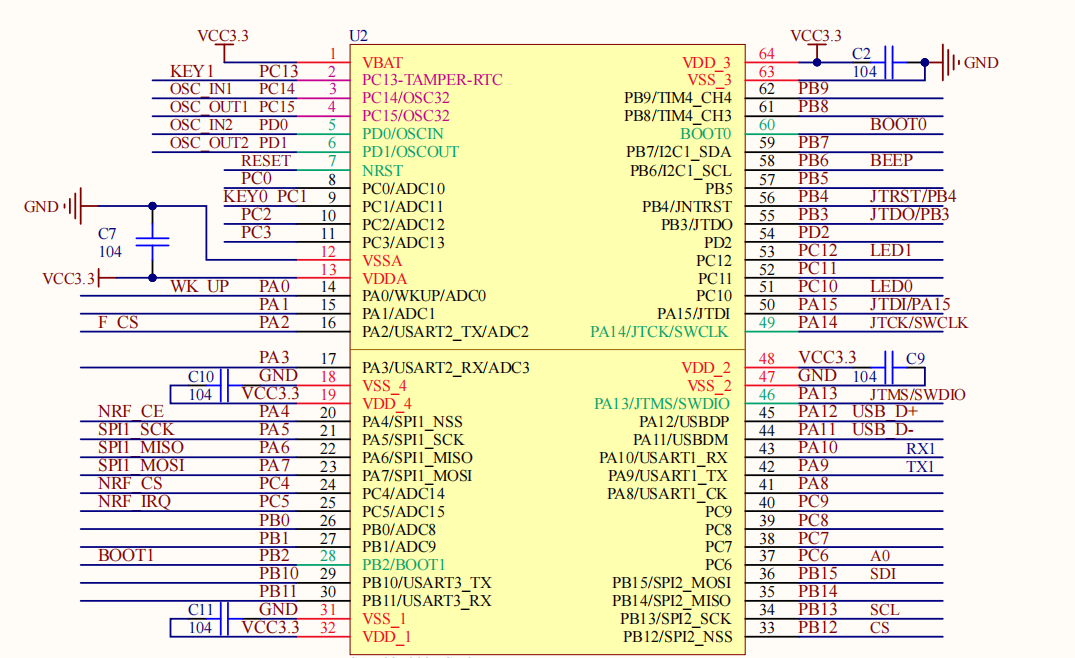 VCC3.3 U2 VCC3.3
1 VBAT VDD_3 64 C2
KEY1 PC13 2 PC13-TAMPER-RTC VSS_3 63 104 GND
OSC_IN1 PC14 3 PC14/OSC32 PB9/TIM4_CH4 62 PB9
OSC_OUT1 PC15 4 PC15/OSC32 PB8/TIM4_CH3 61 PB8
OSC_IN2 PD0 5 PD0/OSCIN BOOT0 60 BOOT0
OSC_OUT2 PD1 6 PD1/OSCOUT PB7/I2C1_SDA 59 PB7
RESET 7 NRST PB6/I2C1_SCL 58 PB6 BEEP
PC0 8 PC0/ADC10 PB5 57 PB5
GND KEY0 PC1 9 PC1/ADC11 PB4/JNTRST 56 PB4 JTRST/PB4
PC2 10 PC2/ADC12 PB3/JTDO 55 PB3 JTDO/PB3
C7 PC3 11 PC3/ADC13 PD2 54 PD2
104 12 VSSA PC12 53 PC12 LED1
VCC3.3 13 VDDA PC11 52 PC11
WK_UP PA0 14 PA0/WKUP/ADC0 PC10 51 PC10 LED0
PA1 15 PA1/ADC1 PA15/JTDI 50 PA15 JTDI/PA15
F_CS PA2 16 PA2/USART2_TX/ADC2 PA14/JTCK/SWCLK 49 PA14 JTCK/SWCLK
PA3 17 PA3/USART2_RX/ADC3 VDD_2 48 VCC3.3 C9
C10 GND 18 VSS_4 VSS_2 47 GND 104
104 VCC3.3 19 VDD_4 PA13/JTMS/SWDIO 46 PA13 JTMS/SWDIO
NRF_CE PA4 20 PA4/SPI1_NSS PA12/USBDP 45 PA12 USB_D+
SPI1_SCK PA5 21 PA5/SPI1_SCK PA11/USBDM 44 PA11 USB_D-
SPI1_MISO PA6 22 PA6/SPI1_MISO PA10/USART1_RX 43 PA10 RX1
SPI1_MOSI PA7 23 PA7/SPI1_MOSI PA9/USART1_TX 42 PA9 TX1
NRF_CS PC4 24 PC4/ADC14 PA8/USART1_CK 41 PA8
NRF_IRQ PC5 25 PC5/ADC15 PC9 40 PC9
PB0 26 PB0/ADC8 PC8 39 PC8
PB1 27 PB1/ADC9 PC7 38 PC7
BOOT1 PB2 28 PB2/BOOT1 PC6 37 PC6 A0
PB10 29 PB10/USART3_TX PB15/SPI2_MOSI 36 PB15 SDI
PB11 30 PB11/USART3_RX PB14/SPI2_MISO 35 PB14
C11 GND 31 VSS_1 PB13/SPI2_SCK 34 PB13 SCL
104 VCC3.3 32 VDD_1 PB12/SPI2_NSS 33 PB12 CS